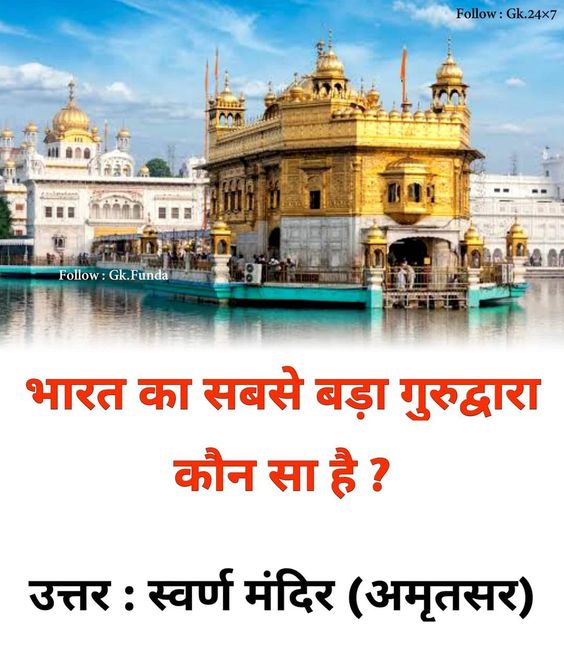 Follow : Gk.24×7
Follow : Gk.Funda
भारत का सबसे बड़ा गुरुद्वारा
कौन सा है ?
उत्तर : स्वर्ण मंदिर (अमृतसर)